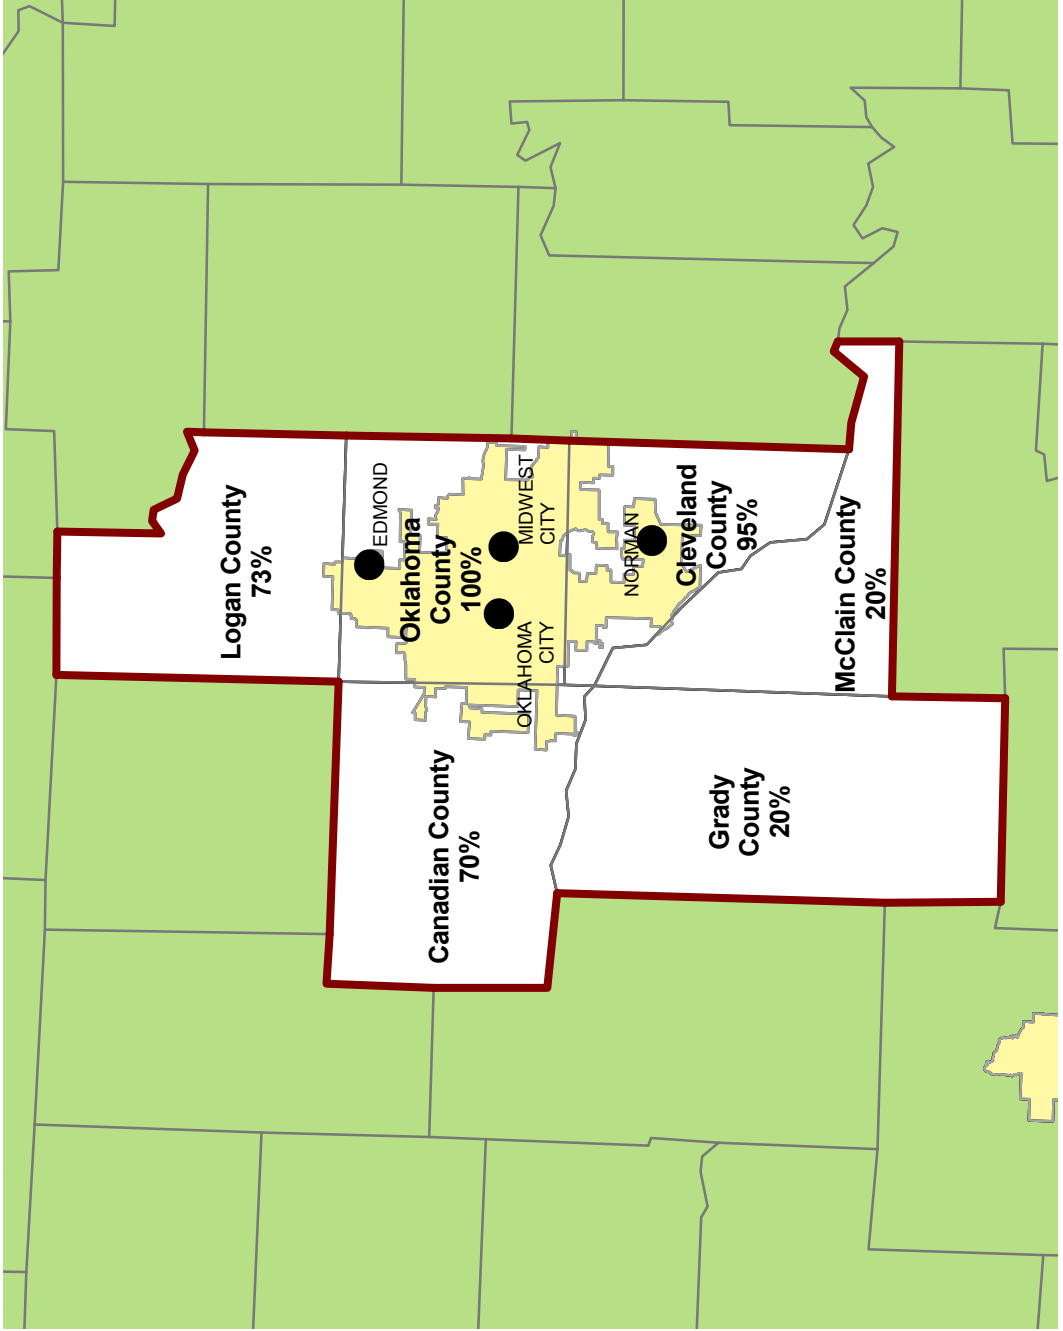 Logan County
73%
EDMOND
Oklahoma
County
100%
MIDWEST
CITY
OKLAHOMA
CITY
Canadian County
70%
NORMAN
Cleveland
County
95%
McClain County
20%
Grady
County
20%